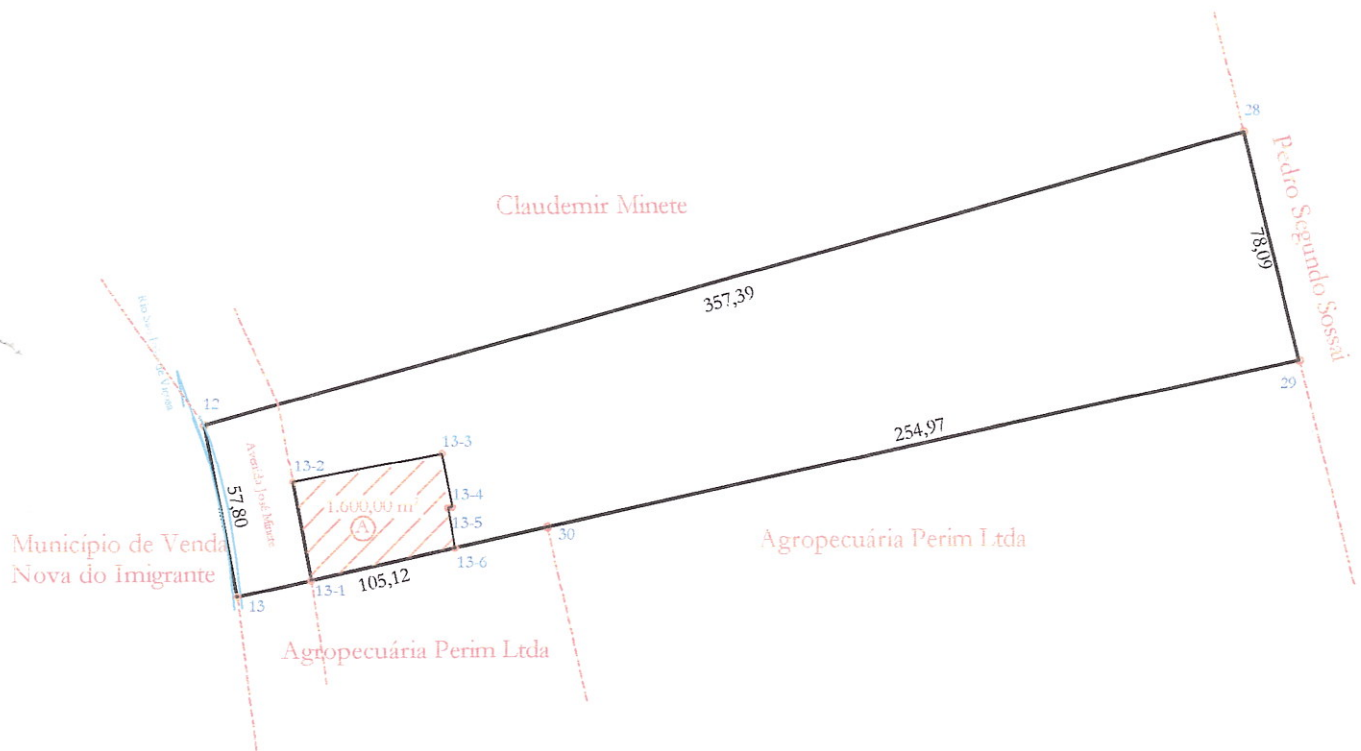 28
Pedro Segundo Sossai
Claudemir Minete
78,09
357,39
29
12
254,97
Avenida José Minete
13-3
13-2
57,80
1.600,00 m²
A
13-4
13-5
Município de Venda
Nova do Imigrante
30
Agropecuária Perim Ltda
13-6
105,12
13-1
13
Agropecuária Perim Ltda